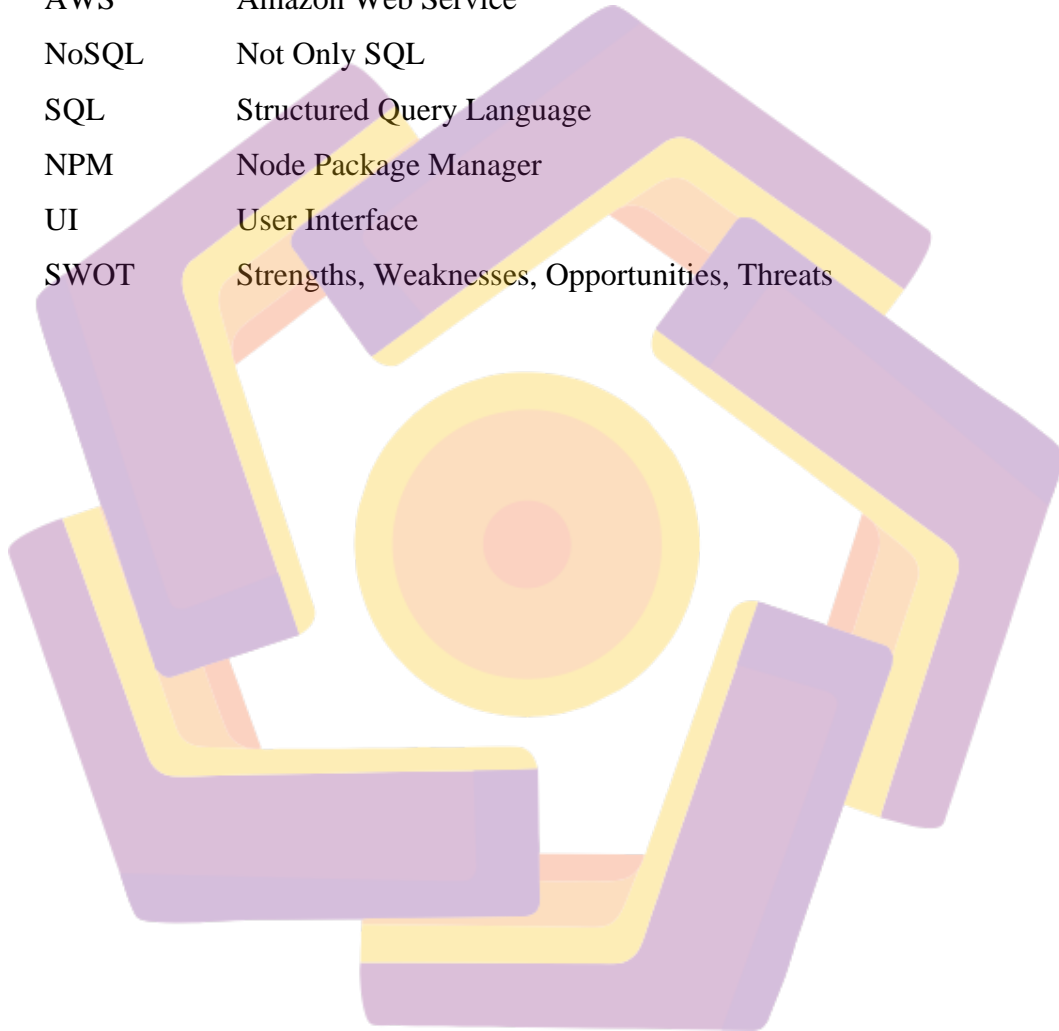 AWS Amazon Web Service
NoSQL Not Only SQL
SQL Structured Query Language
NPM Node Package Manager
UI User Interface
SWOT Strengths, Weaknesses, Opportunities, Threats